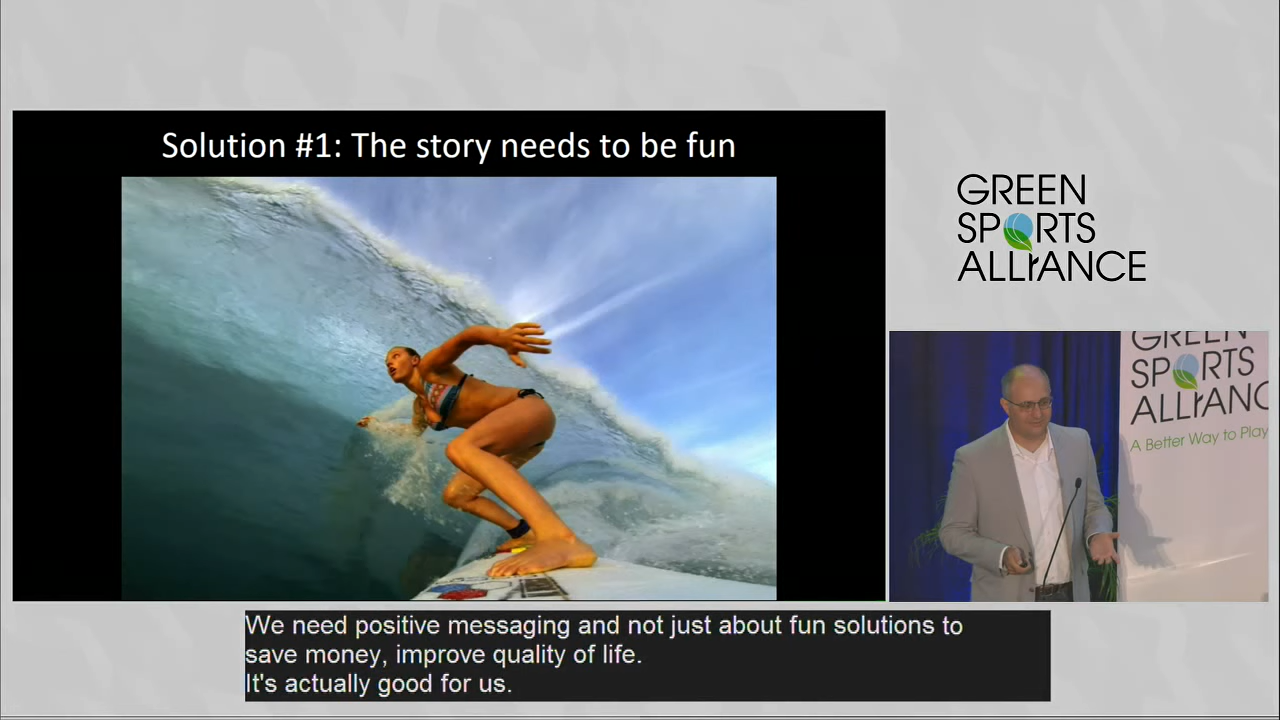 Solution #1: The story needs to be fun
GREEN
SPORTS
ALLIANCE
GREEN
SPORTS
ALLIANC
A Better Way to Play
We need positive messaging and not just about fun solutions to
save money, improve quality of life.
It's actually good for us.